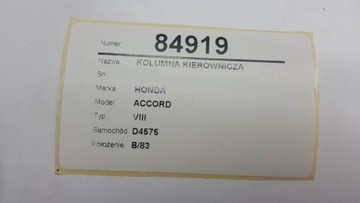 Numer: 84919
Nazwa KOLUMNA KIEROWNICZA
Sn
Marka HONDA
Model: ACCORD
Typ: VIII
Samochód D4575
Położenie: B/83